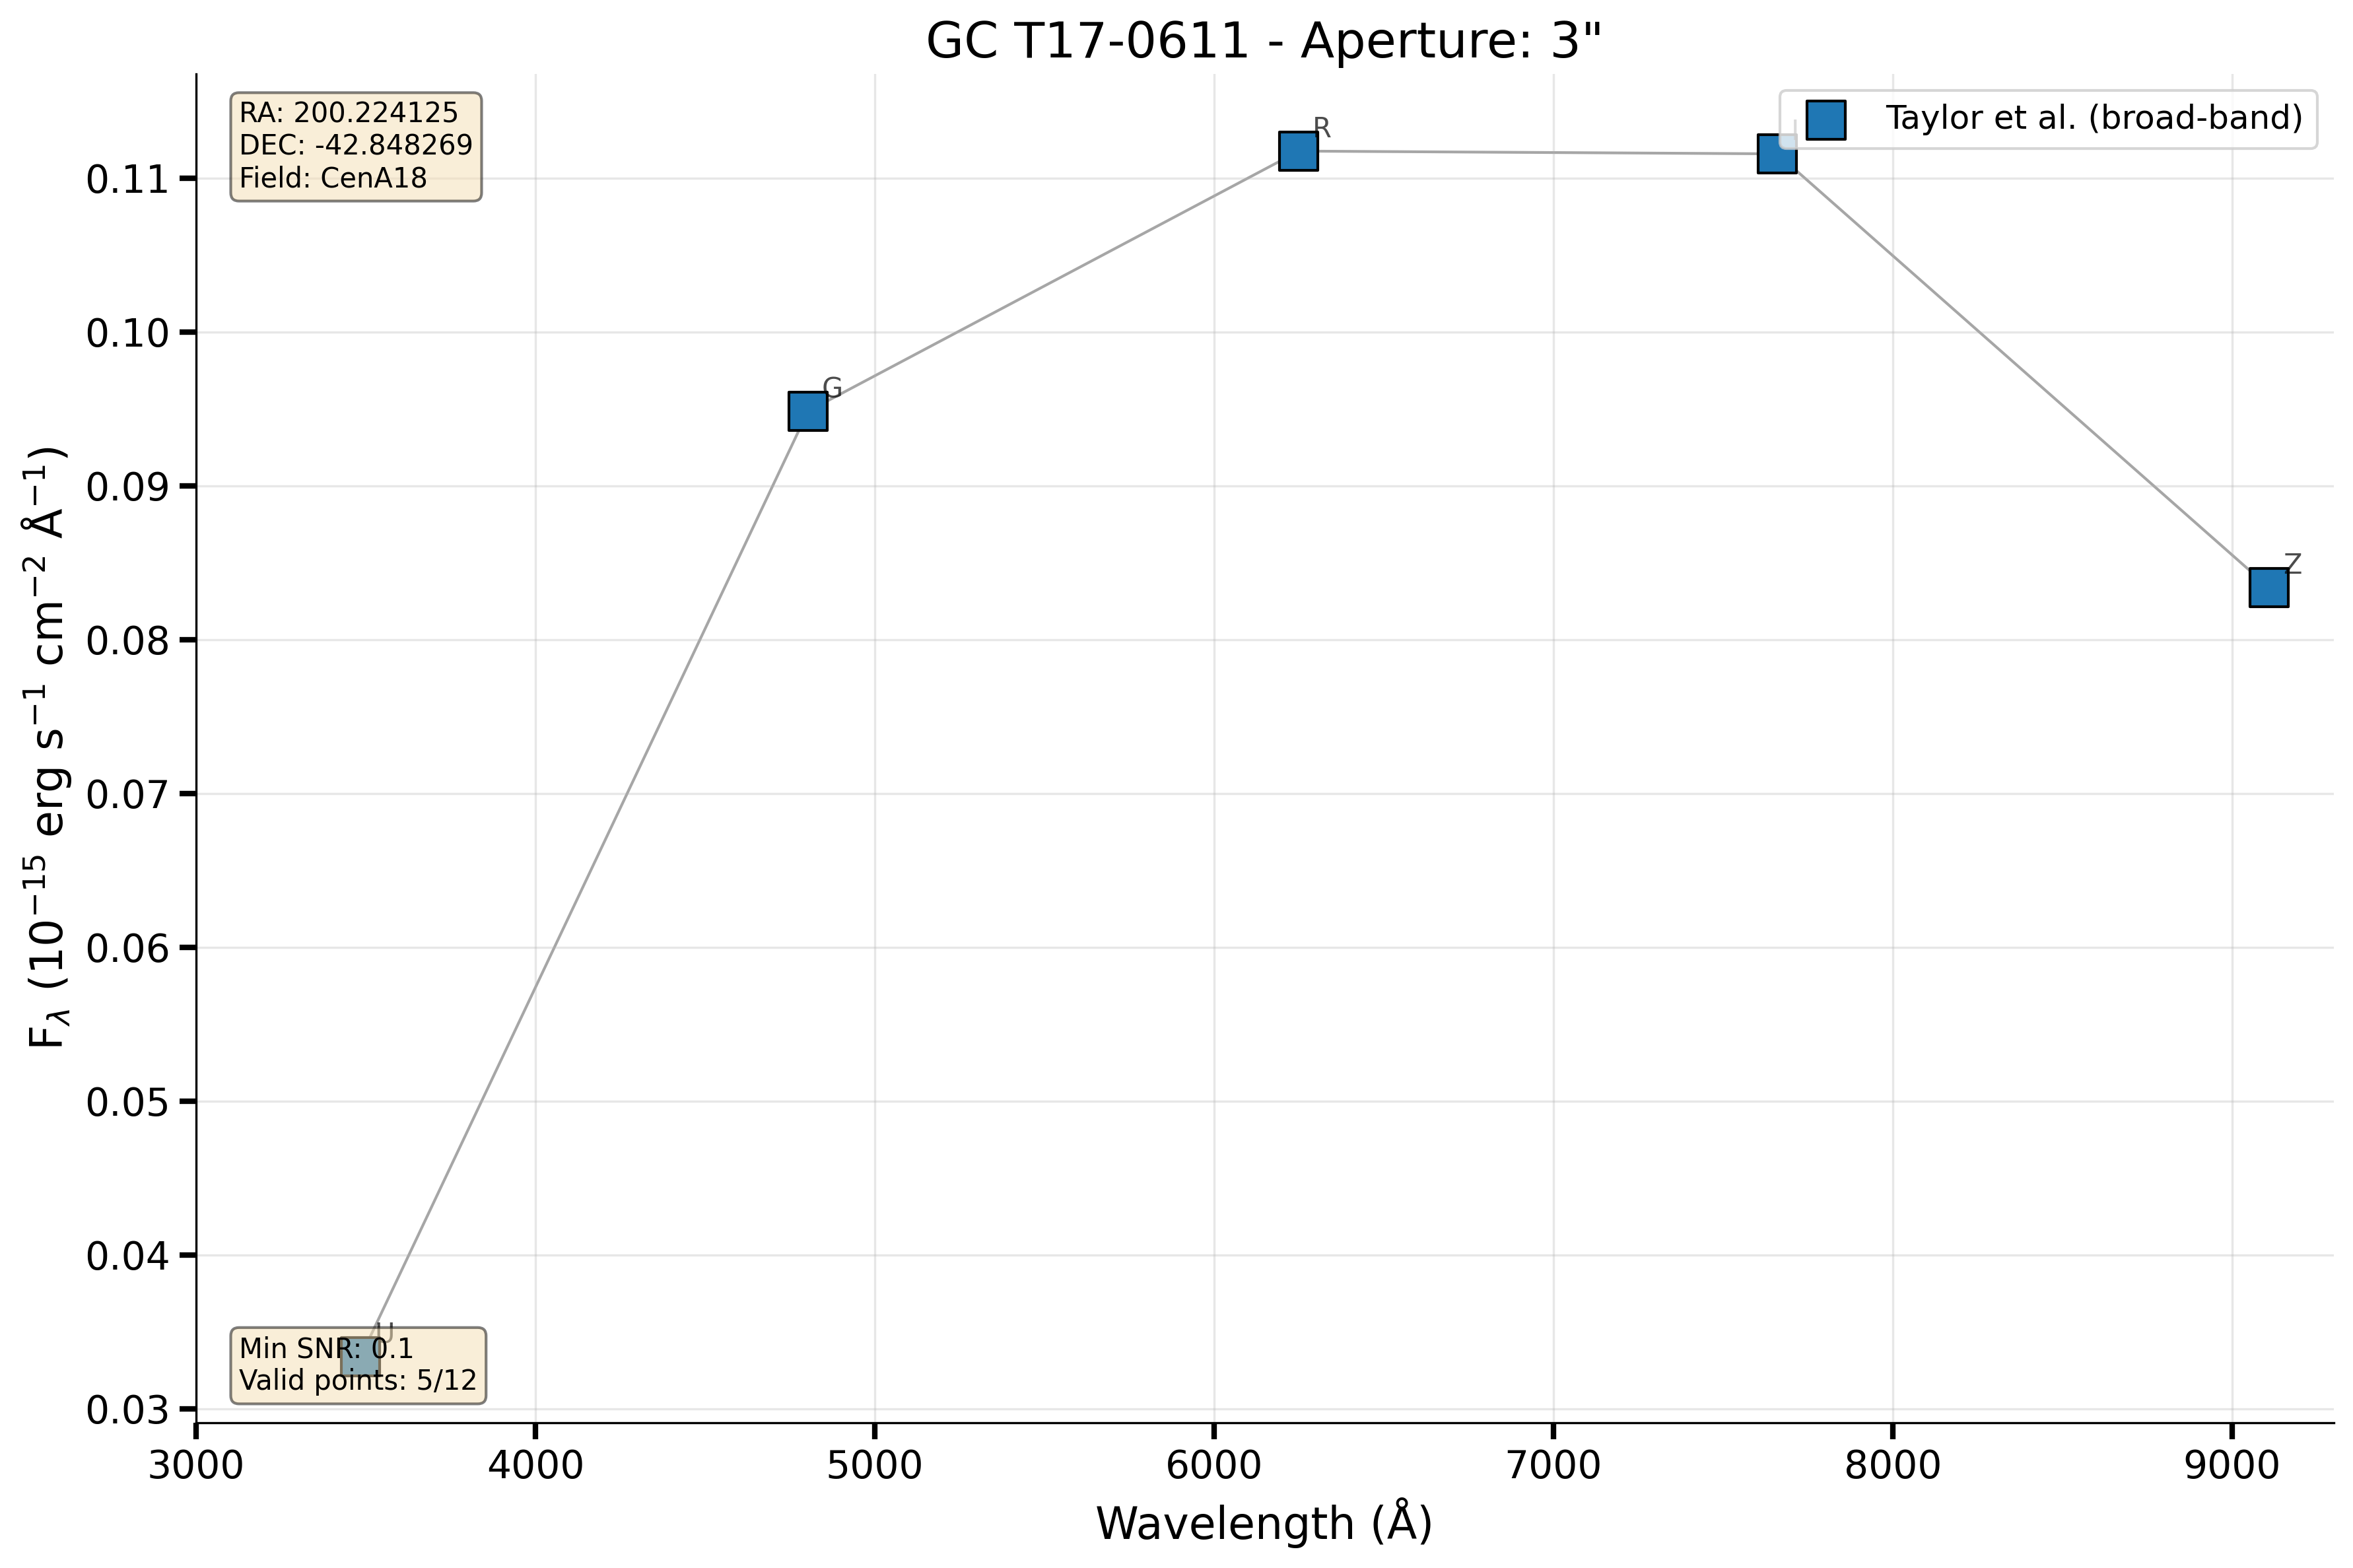 GC T17-0611 - Aperture: 3"
RA: 200.224125
DEC: -42.848269
Field: CenA18
Taylor et al. (broad-band)
R
I
G
Z
U
Min SNR: 0.1
Valid points: 5/12
0.11
0.10
0.09
0.08
0.07
0.06
0.05
0.04
0.03
F_λ (10⁻¹⁵ erg s⁻¹ cm⁻² Å⁻¹)
3000 4000 5000 6000 7000 8000 9000
Wavelength (Å)